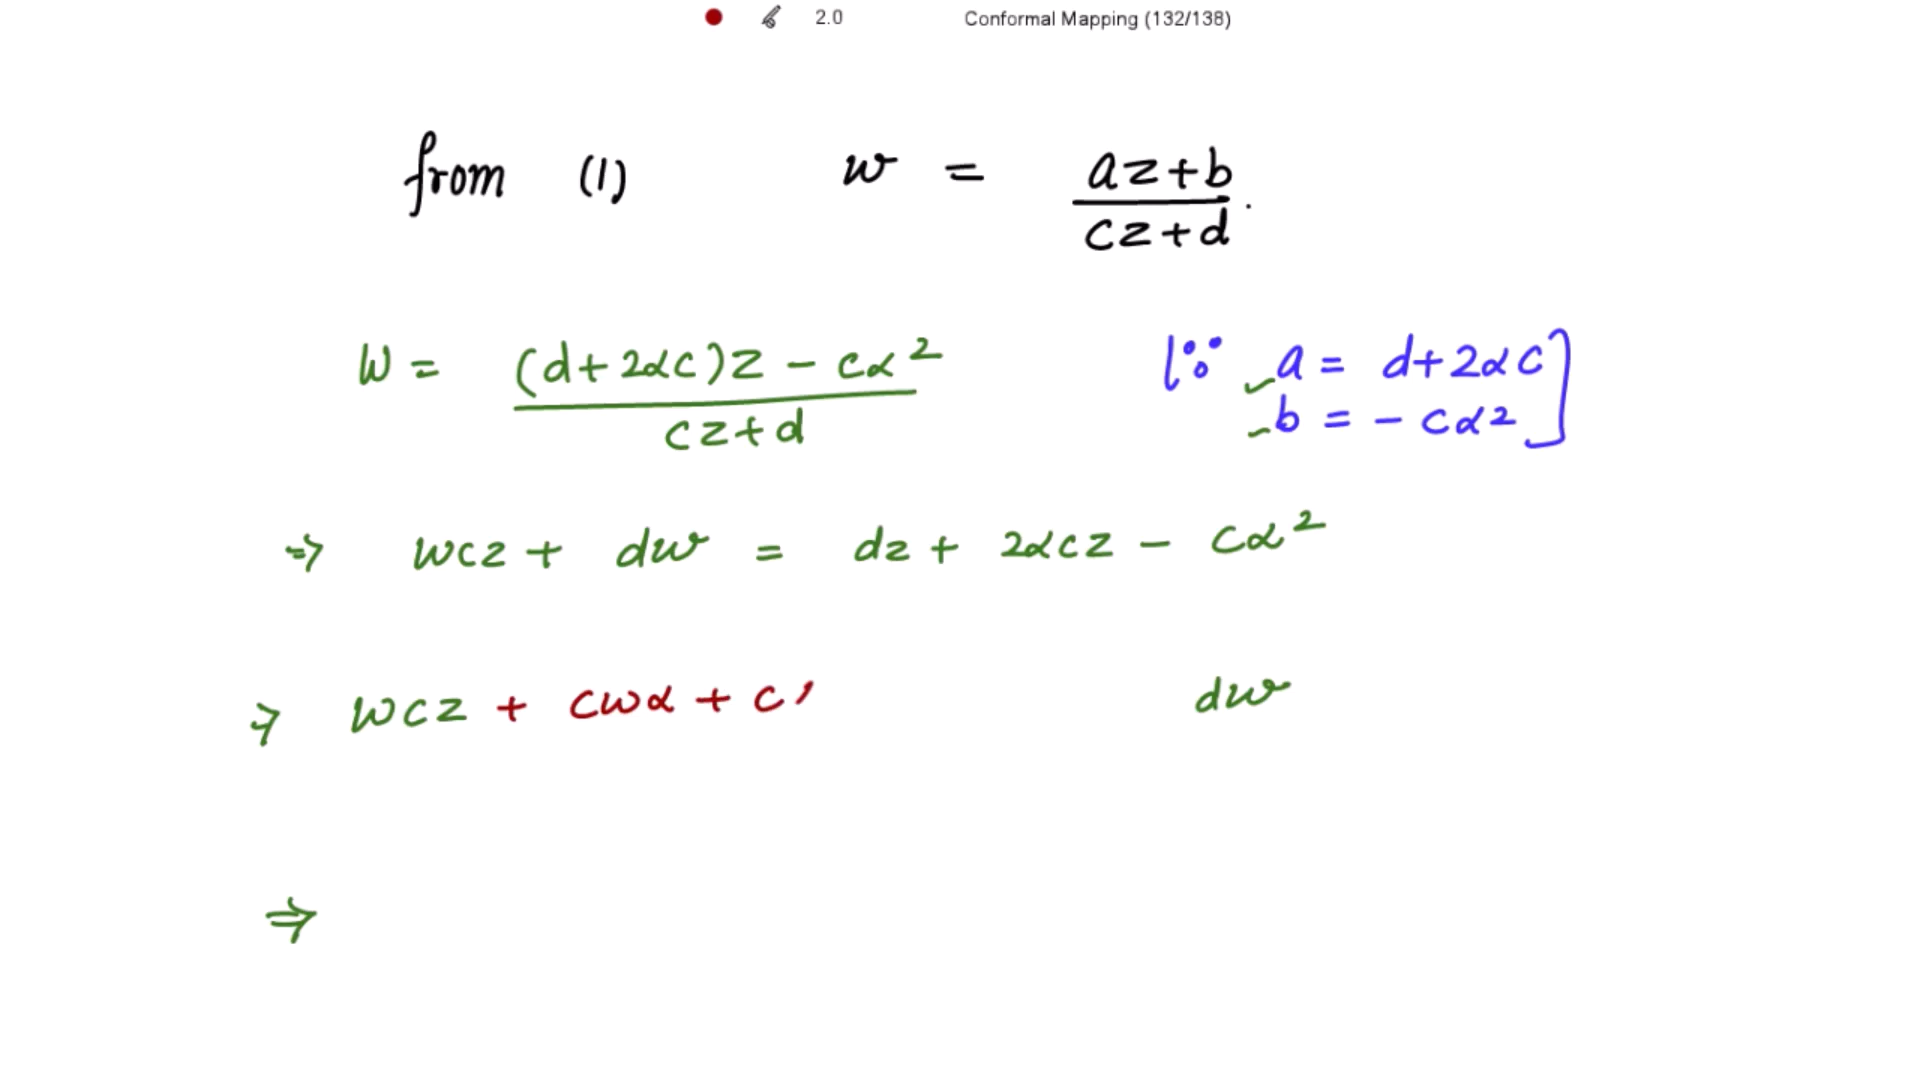 2.0 Conformal Mapping (132/138)
from (1) w = az+b / cz+d .
W = (d+2αc)z - cα² / cz+d [∵ a = d+2αc
b = -cα2]
⇒ wcz + dw = dz + 2αcz - cα²
⇒ wcz + cwα + c dw
⇒